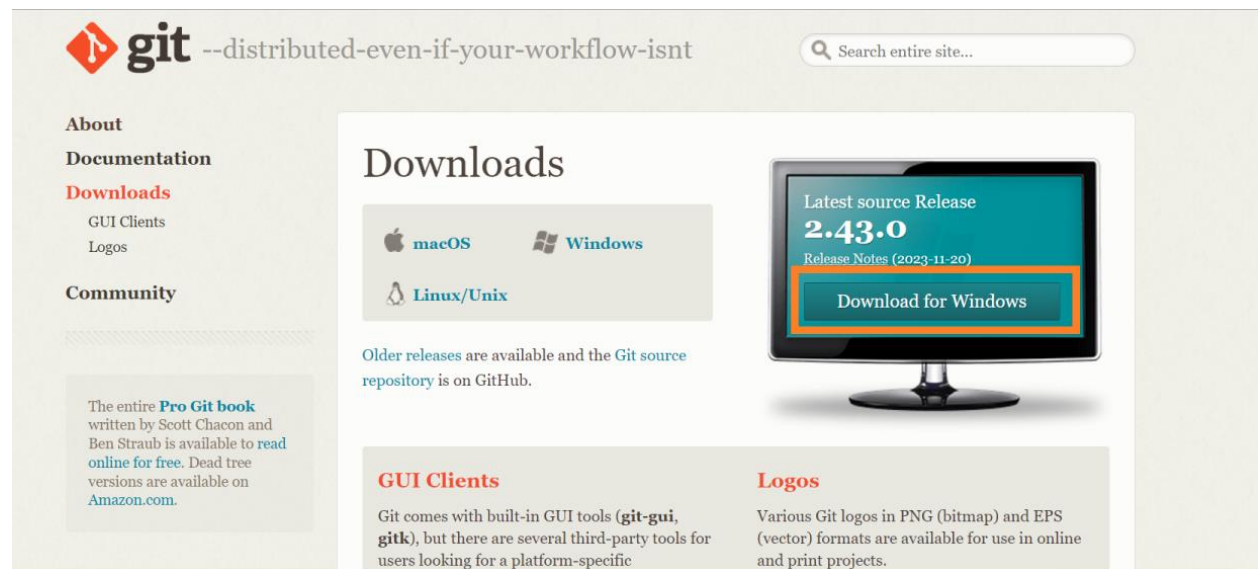 git --distributed-even-if-your-workflow-isnt
Search entire site...
About
Documentation
Downloads
GUI Clients
Logos
Community
The entire Pro Git book
written by Scott Chacon and
Ben Straub is available to read
online for free. Dead tree
versions are available on
Amazon.com.
Downloads
macOS
Windows
Linux/Unix
Older releases are available and the Git source
repository is on GitHub.
Latest source Release
2.43.0
Release Notes (2023-11-20)
Download for Windows
GUI Clients
Git comes with built-in GUI tools (git-gui,
gitk), but there are several third-party tools for
users looking for a platform-specific
Logos
Various Git logos in PNG (bitmap) and EPS
(vector) formats are available for use in online
and print projects.